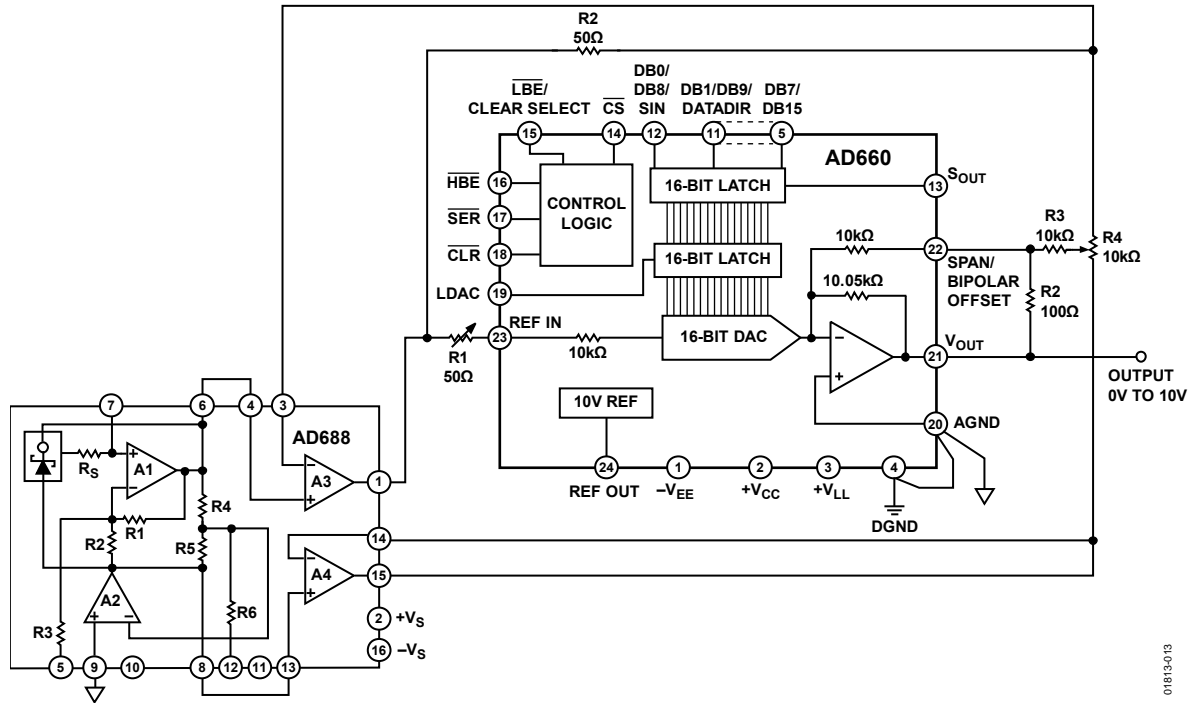 R2
50Ω
LBE/
CLEAR SELECT
CS
DB0/
DB8/
SIN
DB1/DB9/
DATADIR
DB7/
DB15
15
14
12
11
5
AD660
HBE
16
SER
17
CLR
18
LDAC
19
CONTROL
LOGIC
16-BIT LATCH
16-BIT LATCH
16-BIT DAC
13
SOUT
10kΩ
22
SPAN/
BIPOLAR
OFFSET
R3
10kΩ
R4
10kΩ
10.05kΩ
R2
100Ω
R1
50Ω
23
REF IN
10kΩ
−
+
21
VOUT
OUTPUT
0V TO 10V
10V REF
20
AGND
24
REF OUT
1
–VEE
2
+VCC
3
+VLL
4
DGND
7
6
4
3
AD688
RS
+
A1
−
−
A3
+
1
R4
R1
R2
R5
14
−
A4
+
15
A2
+
−
R3
R6
2
+VS
16
–VS
5
9
10
8
12
11
13
01813-013